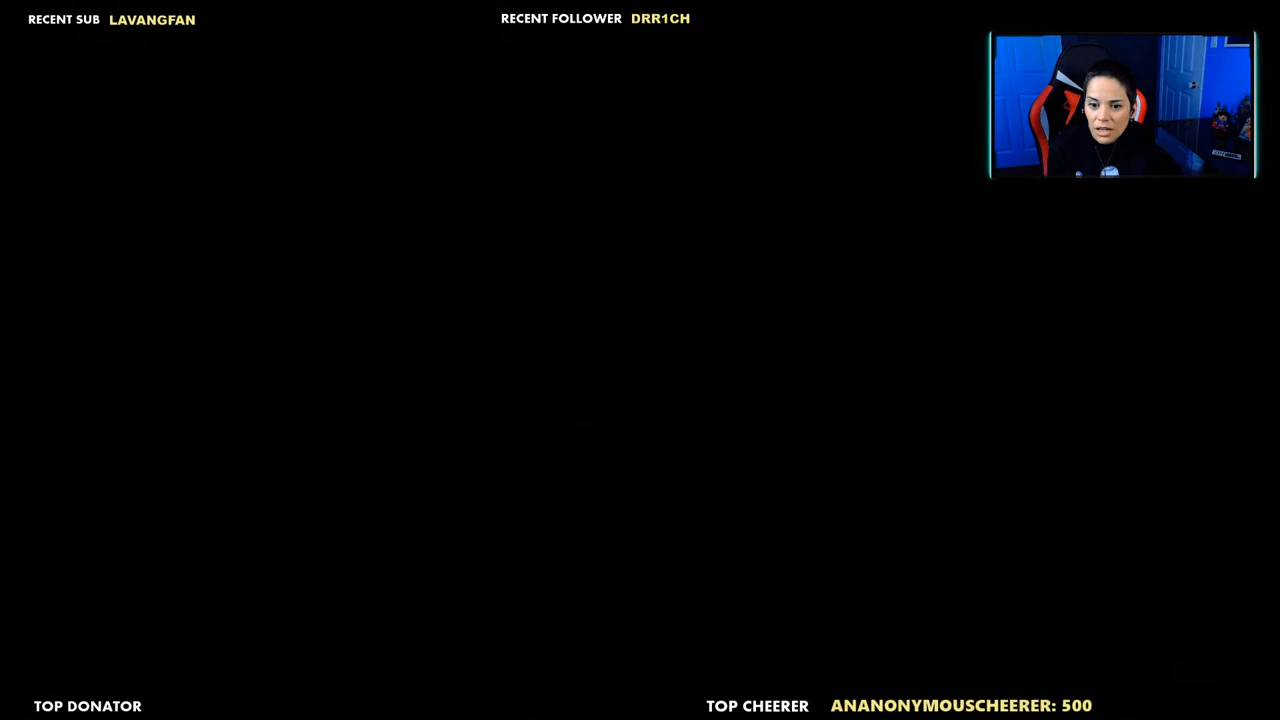 RECENT SUB LAVANGFAN
RECENT FOLLOWER DRR1CH
TOP DONATOR
TOP CHEERER ANANONYMOUSCHEERER: 500